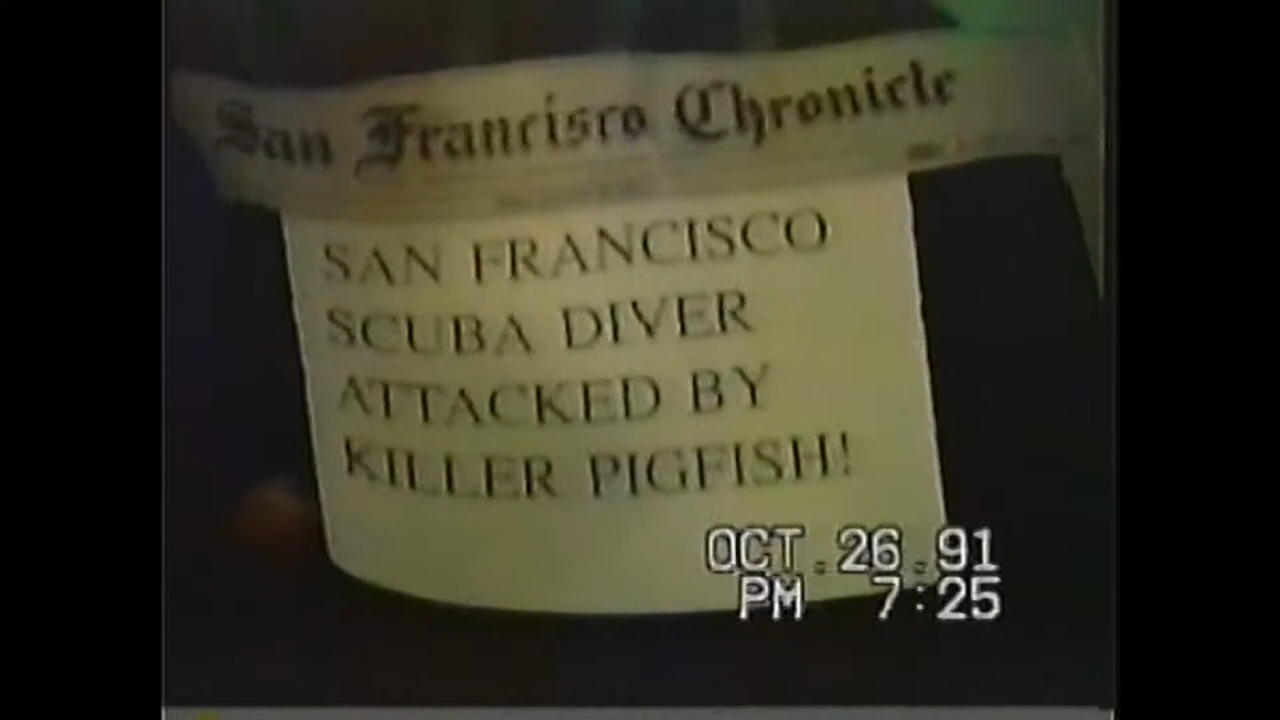 San Francisco Chronicle
SAN FRANCISCO
SCUBA DIVER
ATTACKED BY
KILLER PIGFISH!
OCT.26.91
PM 7:25